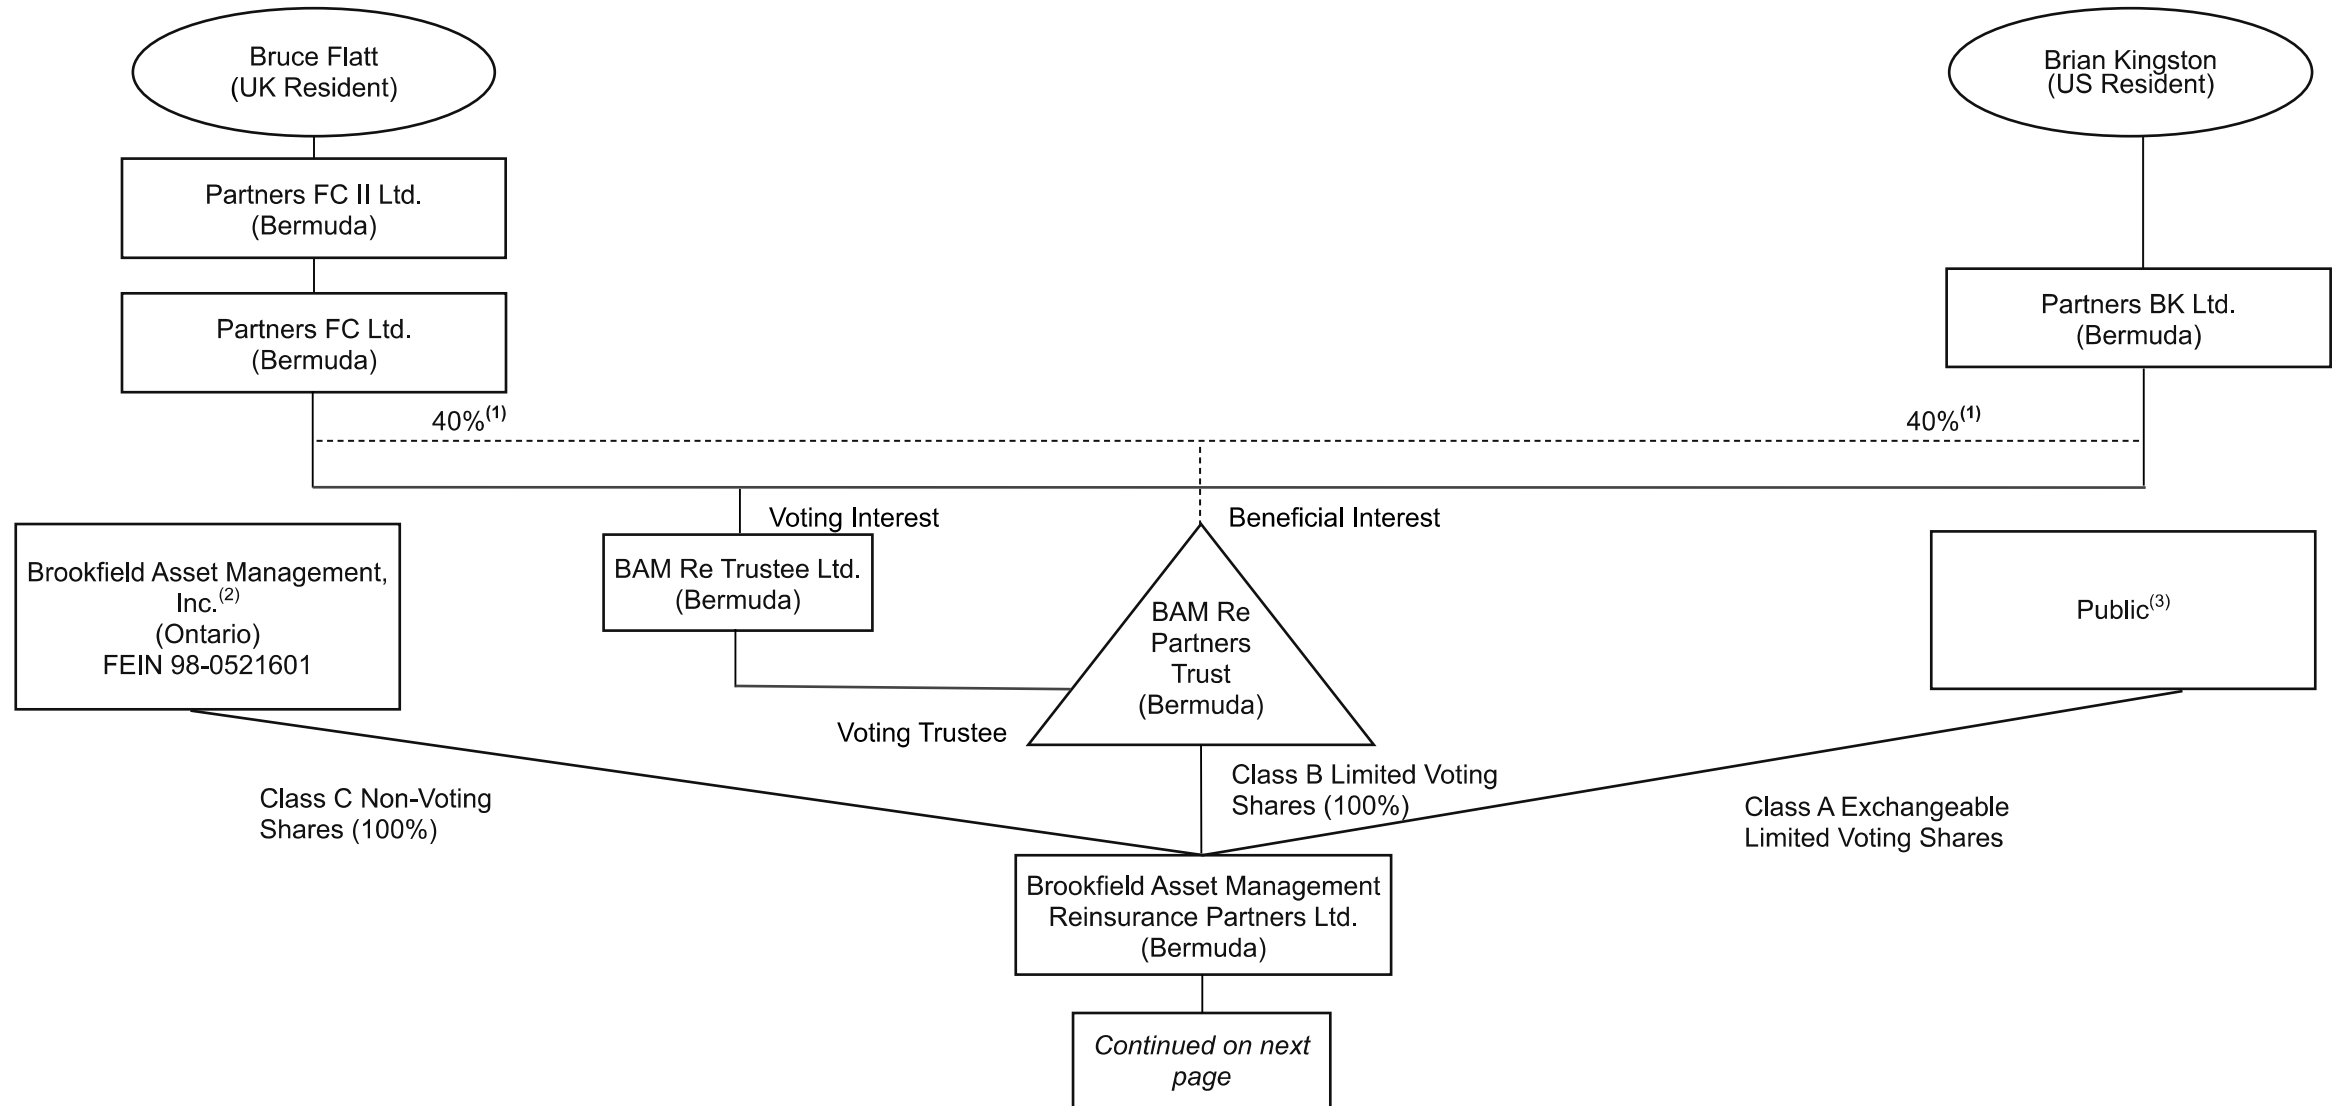 Bruce Flatt
(UK Resident)
Brian Kingston
(US Resident)
Partners FC II Ltd.
(Bermuda)
Partners FC Ltd.
(Bermuda)
Partners BK Ltd.
(Bermuda)
40%(1)
40%(1)
Voting Interest
Beneficial Interest
Brookfield Asset Management,
Inc.(2)
(Ontario)
FEIN 98-0521601
BAM Re Trustee Ltd.
(Bermuda)
BAM Re
Partners
Trust
(Bermuda)
Public(3)
Voting Trustee
Class C Non-Voting
Shares (100%)
Class B Limited Voting
Shares (100%)
Class A Exchangeable
Limited Voting Shares
Brookfield Asset Management
Reinsurance Partners Ltd.
(Bermuda)
Continued on next
page